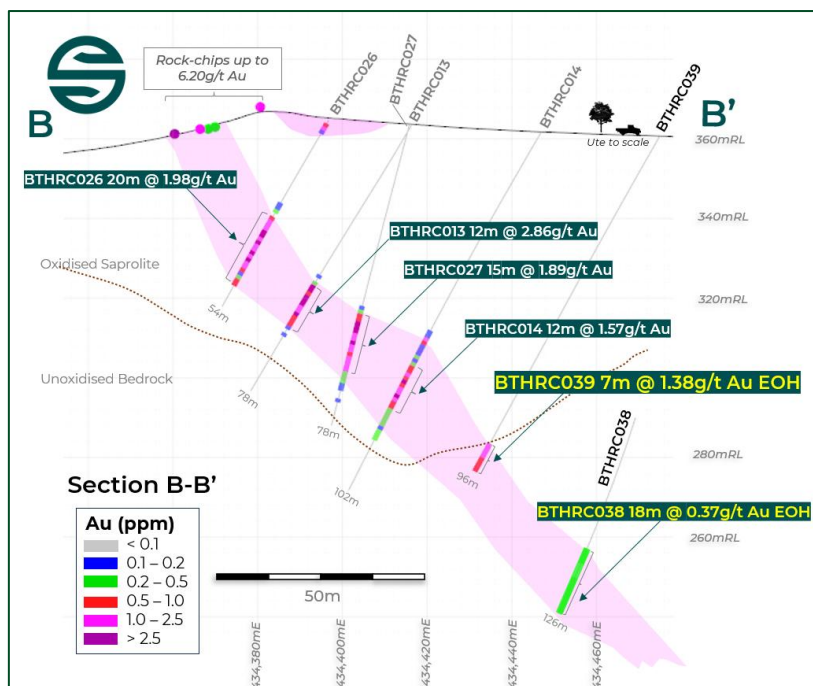 Rock-chips up to
6.20g/t Au
BTHRC026
BTHRC027
BTHRC013
BTHRC014
BTHRC039
B
B’
Ute to scale
360mRL
BTHRC026 20m @ 1.98g/t Au
340mRL
BTHRC013 12m @ 2.86g/t Au
Oxidised Saprolite
BTHRC027 15m @ 1.89g/t Au
320mRL
54m
BTHRC014 12m @ 1.57g/t Au
Unoxidised Bedrock
BTHRC039 7m @ 1.38g/t Au EOH
78m
78m
BTHRC038
280mRL
96m
102m
Section B-B’
BTHRC038 18m @ 0.37g/t Au EOH
Au (ppm)
< 0.1
0.1 – 0.2
0.2 – 0.5
0.5 – 1.0
1.0 – 2.5
> 2.5
260mRL
50m
126m
434,380mE
434,400mE
434,420mE
434,440mE
434,460mE